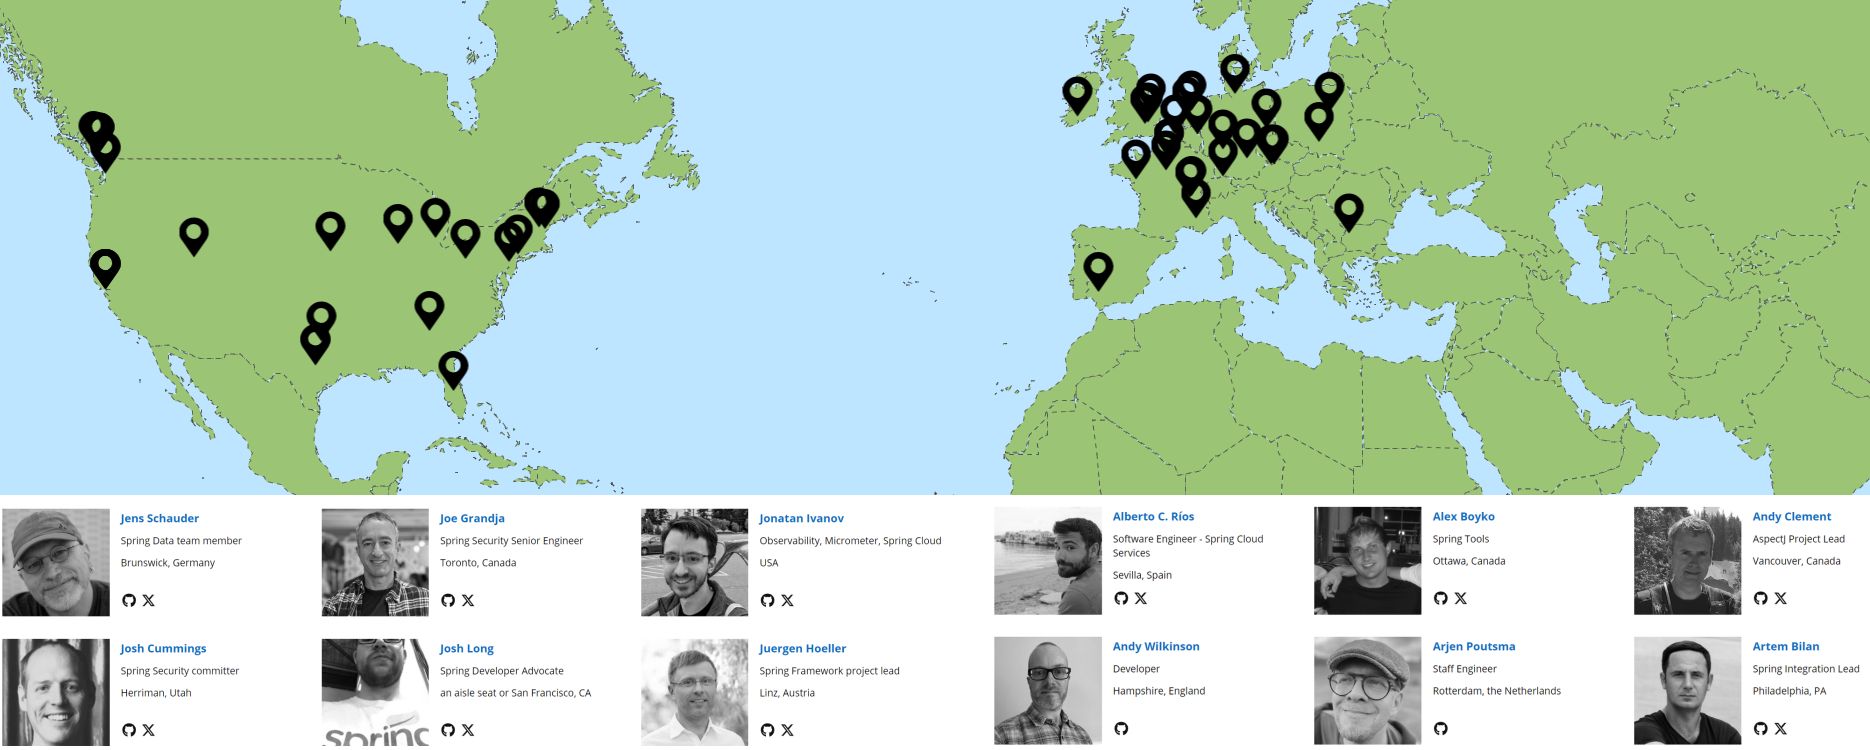 Jens Schauder
Spring Data team member
Brunswick, Germany
Joe Grandja
Spring Security Senior Engineer
Toronto, Canada
Jonatan Ivanov
Observability, Micrometer, Spring Cloud
USA
Alberto C. Ríos
Software Engineer - Spring Cloud
Services
Sevilla, Spain
Alex Boyko
Spring Tools
Ottawa, Canada
Andy Clement
AspectJ Project Lead
Vancouver, Canada
Josh Cummings
Spring Security committer
Herriman, Utah
Josh Long
Spring Developer Advocate
an aisle seat or San Francisco, CA
spring
Juergen Hoeller
Spring Framework project lead
Linz, Austria
Andy Wilkinson
Developer
Hampshire, England
Arjen Poutsma
Staff Engineer
Rotterdam, the Netherlands
Artem Bilan
Spring Integration Lead
Philadelphia, PA